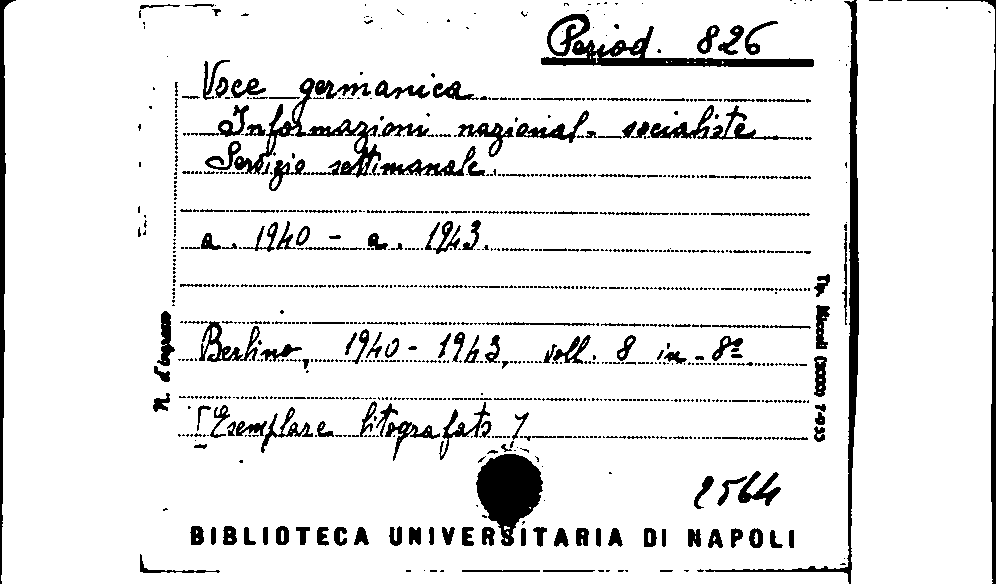 Period. 826
Voce germanica.
Informazioni nazional-socialiste
Servizio settimanale.
a. 1940 - a. 1943.
Berlino, 1940-1943, voll. 8 in-8º
[Esemplare litografato].
2564
BIBLIOTECA UNIVERSITARIA DI NAPOLI
N. d'ingresso